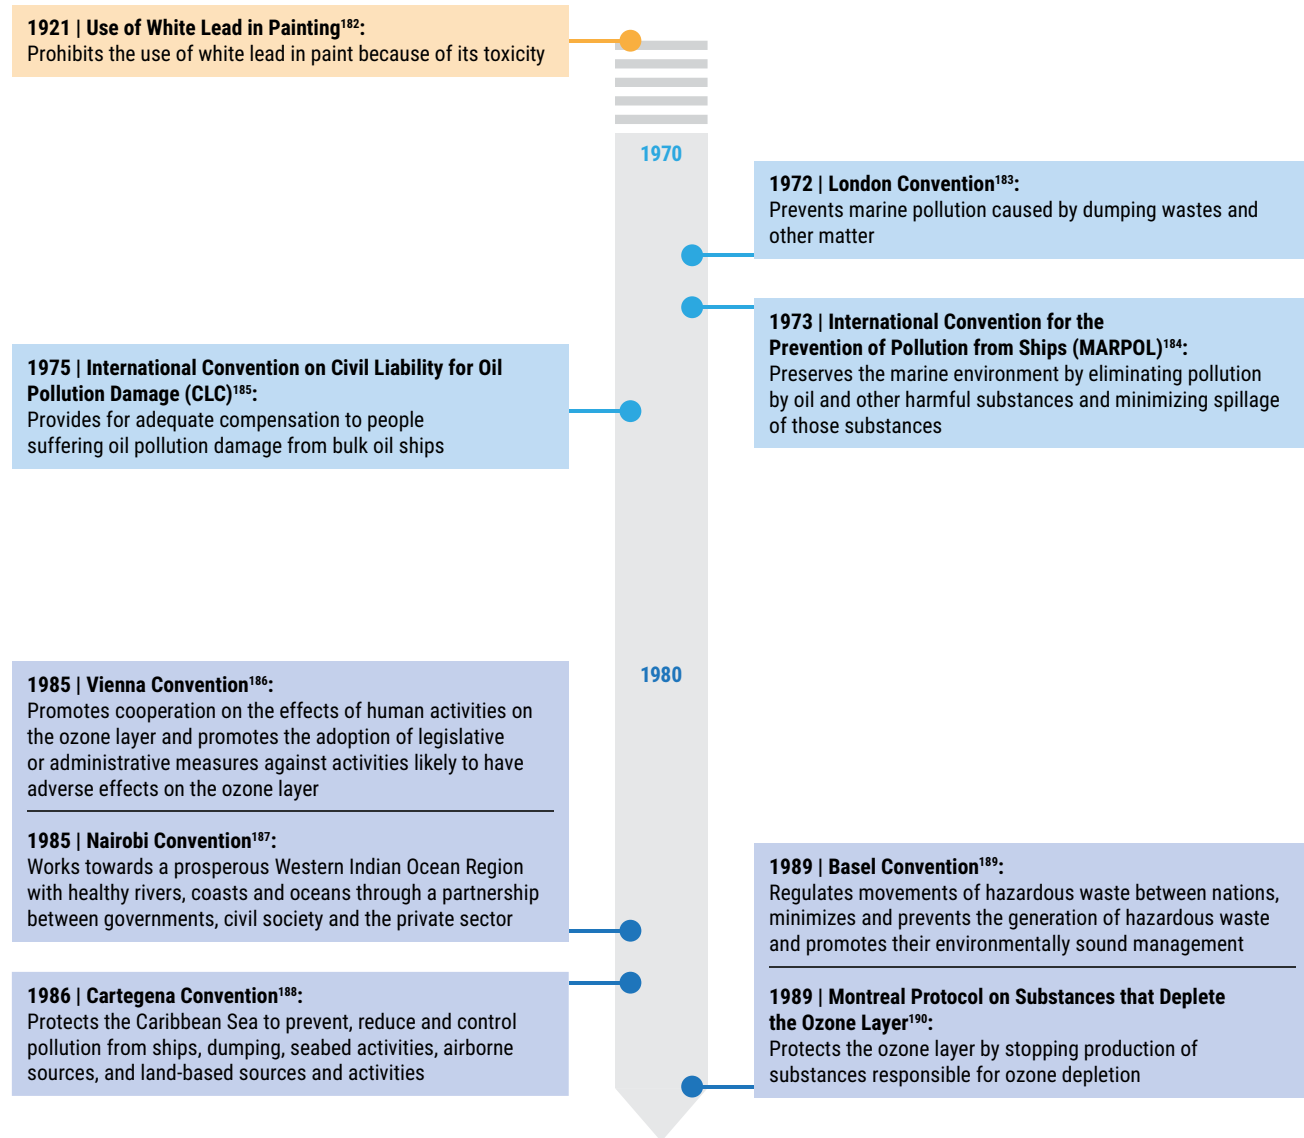 1921 | Use of White Lead in Painting182:
Prohibits the use of white lead in paint because of its toxicity
1970
1972 | London Convention183:
Prevents marine pollution caused by dumping wastes and
other matter
1973 | International Convention for the
Prevention of Pollution from Ships (MARPOL)184:
Preserves the marine environment by eliminating pollution
by oil and other harmful substances and minimizing spillage
of those substances
1975 | International Convention on Civil Liability for Oil
Pollution Damage (CLC)185:
Provides for adequate compensation to people
suffering oil pollution damage from bulk oil ships
1980
1985 | Vienna Convention186:
Promotes cooperation on the effects of human activities on
the ozone layer and promotes the adoption of legislative
or administrative measures against activities likely to have
adverse effects on the ozone layer
1985 | Nairobi Convention187:
Works towards a prosperous Western Indian Ocean Region
with healthy rivers, coasts and oceans through a partnership
between governments, civil society and the private sector
1986 | Cartegena Convention188:
Protects the Caribbean Sea to prevent, reduce and control
pollution from ships, dumping, seabed activities, airborne
sources, and land-based sources and activities
1989 | Basel Convention189:
Regulates movements of hazardous waste between nations,
minimizes and prevents the generation of hazardous waste
and promotes their environmentally sound management
1989 | Montreal Protocol on Substances that Deplete
the Ozone Layer190:
Protects the ozone layer by stopping production of
substances responsible for ozone depletion